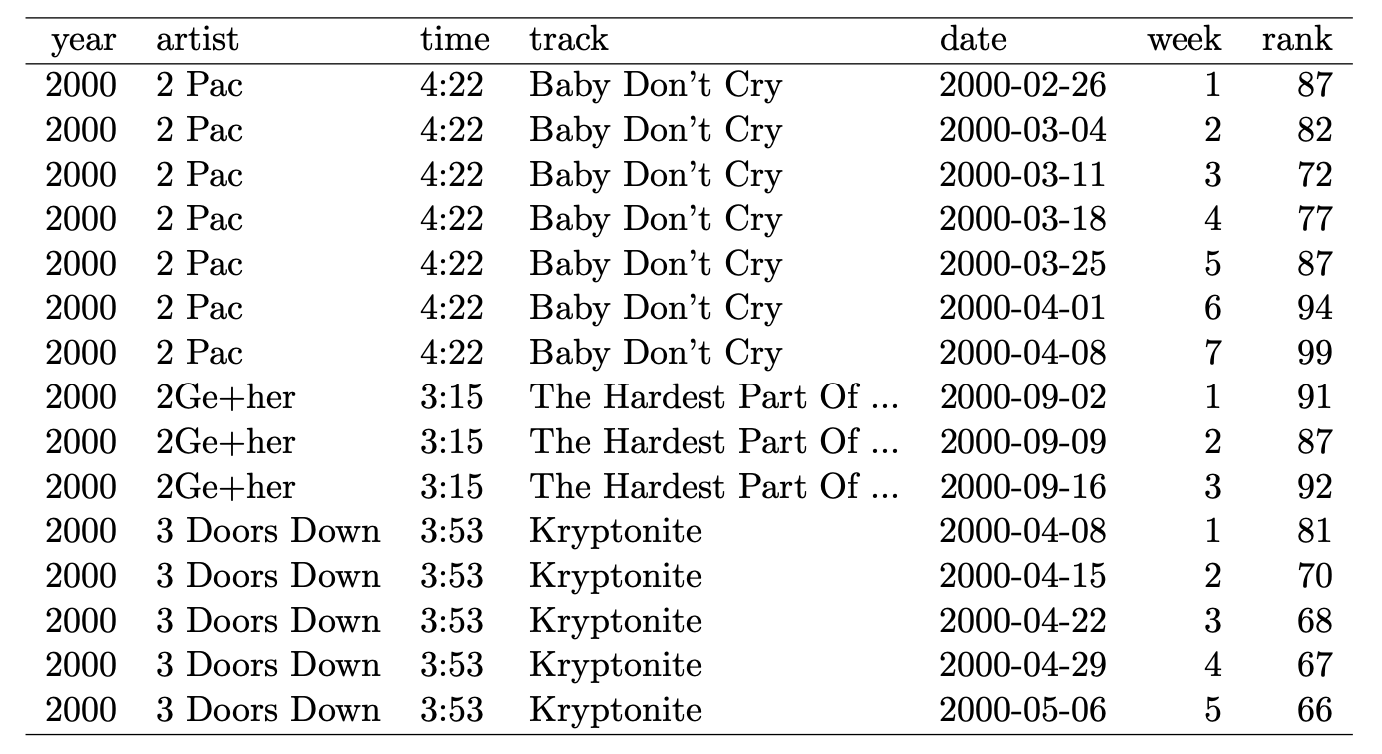 year artist time track date week rank
2000 2 Pac 4:22 Baby Don’t Cry 2000-02-26 1 87
2000 2 Pac 4:22 Baby Don’t Cry 2000-03-04 2 82
2000 2 Pac 4:22 Baby Don’t Cry 2000-03-11 3 72
2000 2 Pac 4:22 Baby Don’t Cry 2000-03-18 4 77
2000 2 Pac 4:22 Baby Don’t Cry 2000-03-25 5 87
2000 2 Pac 4:22 Baby Don’t Cry 2000-04-01 6 94
2000 2 Pac 4:22 Baby Don’t Cry 2000-04-08 7 99
2000 2Ge+her 3:15 The Hardest Part Of ... 2000-09-02 1 91
2000 2Ge+her 3:15 The Hardest Part Of ... 2000-09-09 2 87
2000 2Ge+her 3:15 The Hardest Part Of ... 2000-09-16 3 92
2000 3 Doors Down 3:53 Kryptonite 2000-04-08 1 81
2000 3 Doors Down 3:53 Kryptonite 2000-04-15 2 70
2000 3 Doors Down 3:53 Kryptonite 2000-04-22 3 68
2000 3 Doors Down 3:53 Kryptonite 2000-04-29 4 67
2000 3 Doors Down 3:53 Kryptonite 2000-05-06 5 66